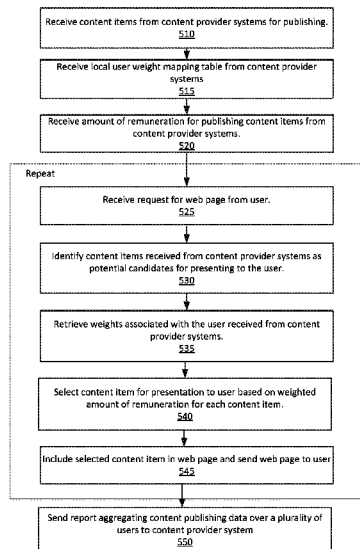 Receive content items from content provider systems for publishing.
510
Receive local user weight mapping table from content provider
systems
515
Receive amount of remuneration for publishing content items from
content provider systems.
520
Repeat
Receive request for web page from user.
525
Identify content items received from content provider systems as
potential candidates for presenting to the user.
530
Retrieve weights associated with the user received from content
provider systems.
535
Select content item for presentation to user based on weighted
amount of remuneration for each content item.
540
Include selected content item in web page and send web page to user
545
Send report aggregating content publishing data over a plurality of
users to content provider system
550